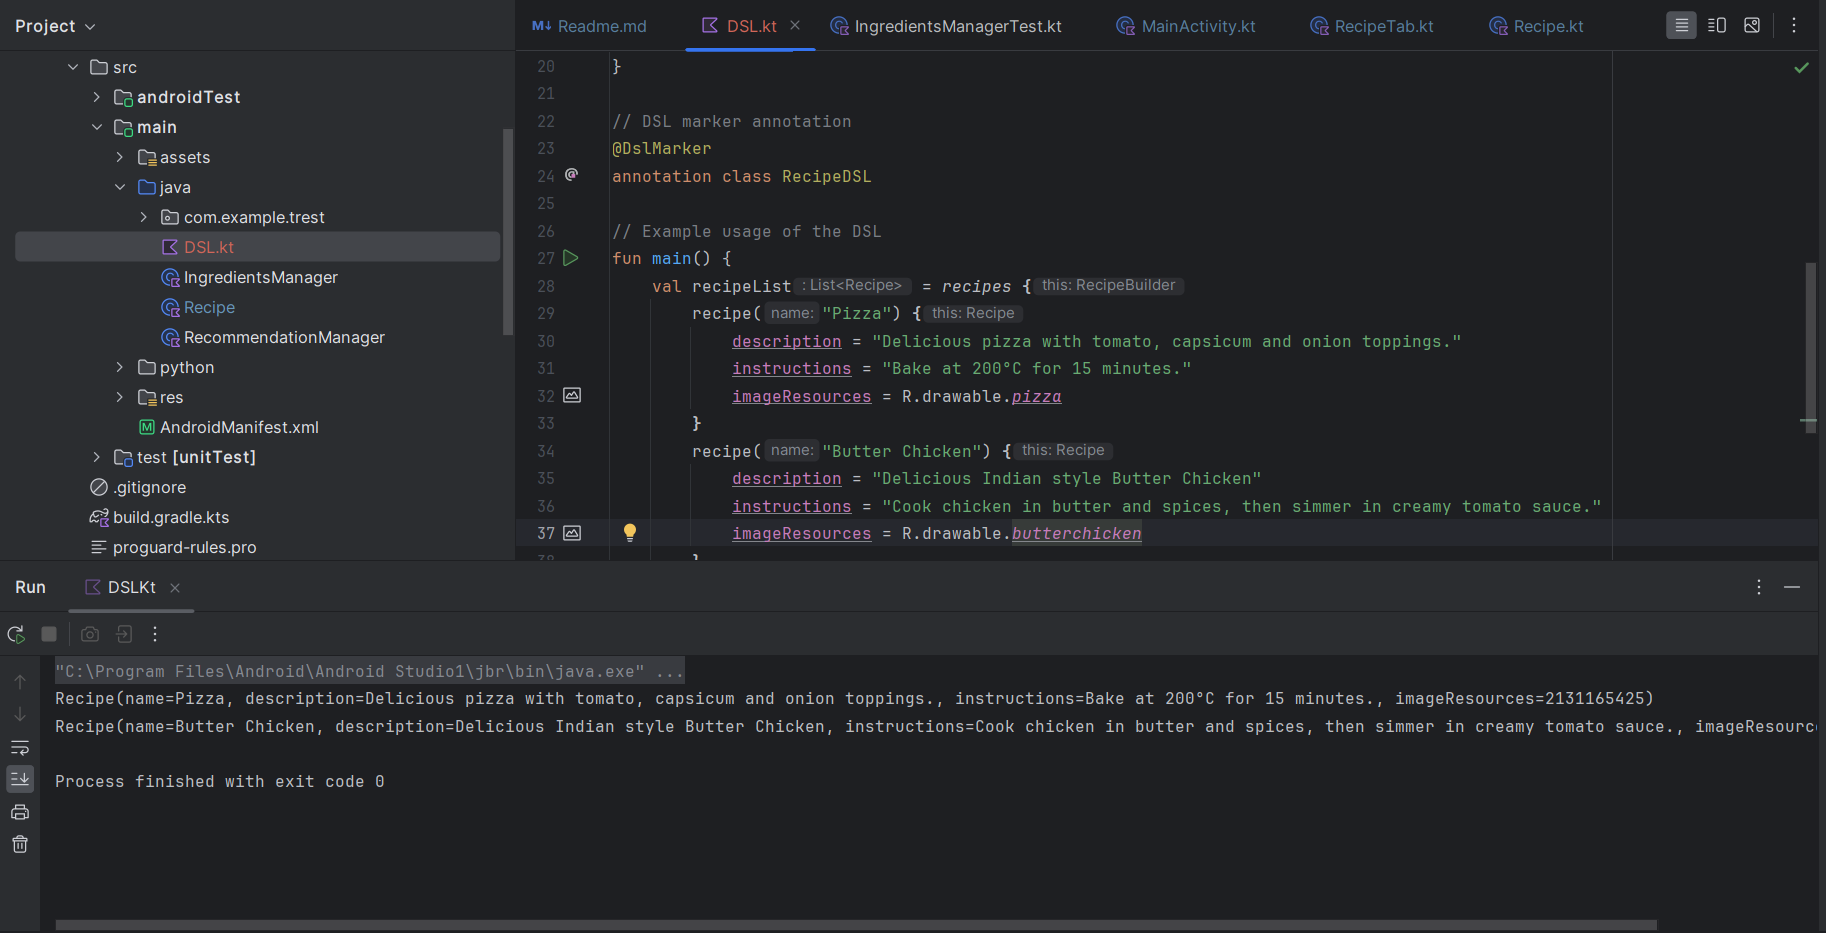 Project
Readme.md DSL.kt IngredientsManagerTest.kt MainActivity.kt RecipeTab.kt Recipe.kt
src
androidTest
main
assets
java
com.example.trest
DSL.kt
IngredientsManager
Recipe
RecommendationManager
python
res
AndroidManifest.xml
test [unitTest]
.gitignore
build.gradle.kts
proguard-rules.pro
20 }
21
22 // DSL marker annotation
23 @DslMarker
24 annotation class RecipeDSL
25
26 // Example usage of the DSL
27 fun main() {
28 val recipeList : List<Recipe> = recipes { this: RecipeBuilder
29 recipe( name: "Pizza") { this: Recipe
30 description = "Delicious pizza with tomato, capsicum and onion toppings."
31 instructions = "Bake at 200°C for 15 minutes."
32 imageResources = R.drawable.pizza
33 }
34 recipe( name: "Butter Chicken") { this: Recipe
35 description = "Delicious Indian style Butter Chicken"
36 instructions = "Cook chicken in butter and spices, then simmer in creamy tomato sauce."
37 imageResources = R.drawable.butterchicken
38 }
Run DSLKt
"C:\Program Files\Android\Android Studio1\jbr\bin\java.exe" ...
Recipe(name=Pizza, description=Delicious pizza with tomato, capsicum and onion toppings., instructions=Bake at 200°C for 15 minutes., imageResources=2131165425)
Recipe(name=Butter Chicken, description=Delicious Indian style Butter Chicken, instructions=Cook chicken in butter and spices, then simmer in creamy tomato sauce., imageResourc
Process finished with exit code 0